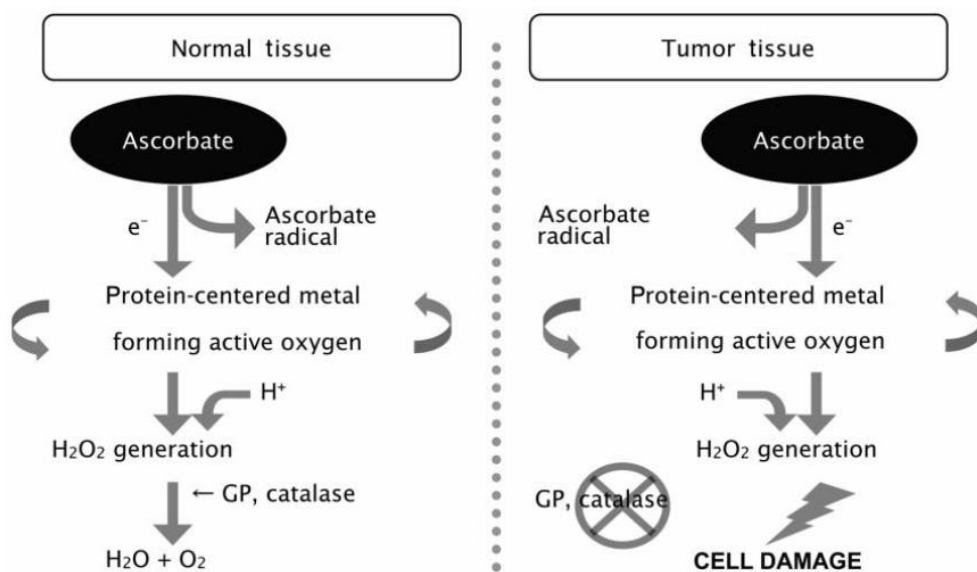 Normal tissue
Ascorbate
e⁻
Ascorbate
radical
Protein-centered metal
forming active oxygen
H⁺
H₂O₂ generation
← GP, catalase
H₂O + O₂
Tumor tissue
Ascorbate
Ascorbate
radical
e⁻
Protein-centered metal
forming active oxygen
H⁺
H₂O₂ generation
GP, catalase
CELL DAMAGE